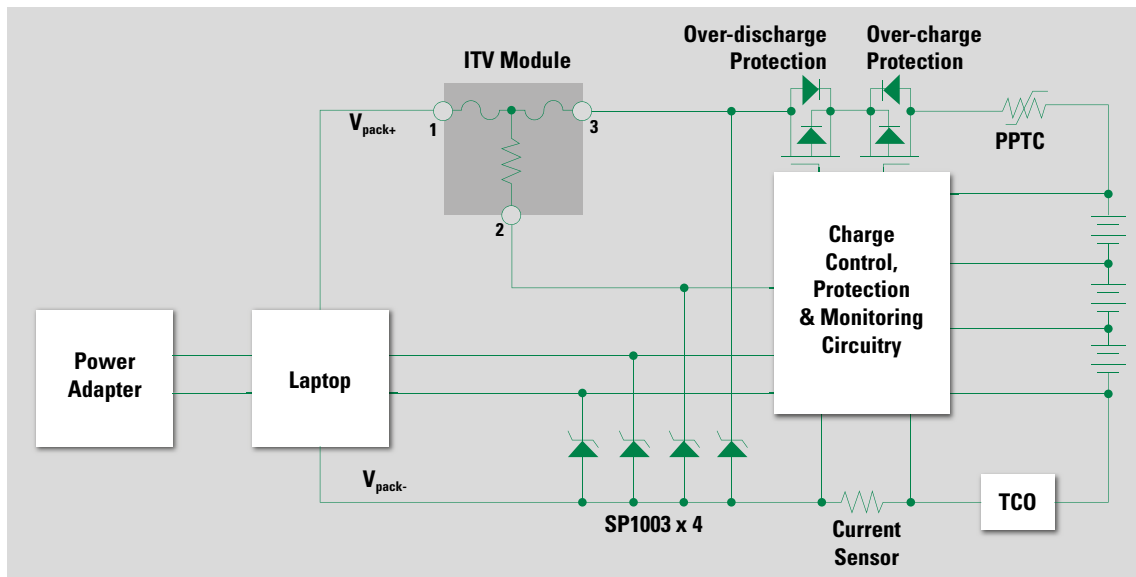 Over-discharge
Protection
Over-charge
Protection
ITV Module
1
3
2
Vpack+
PPTC
Charge
Control,
Protection
& Monitoring
Circuitry
Power
Adapter
Laptop
Vpack-
SP1003 x 4
Current
Sensor
TCO